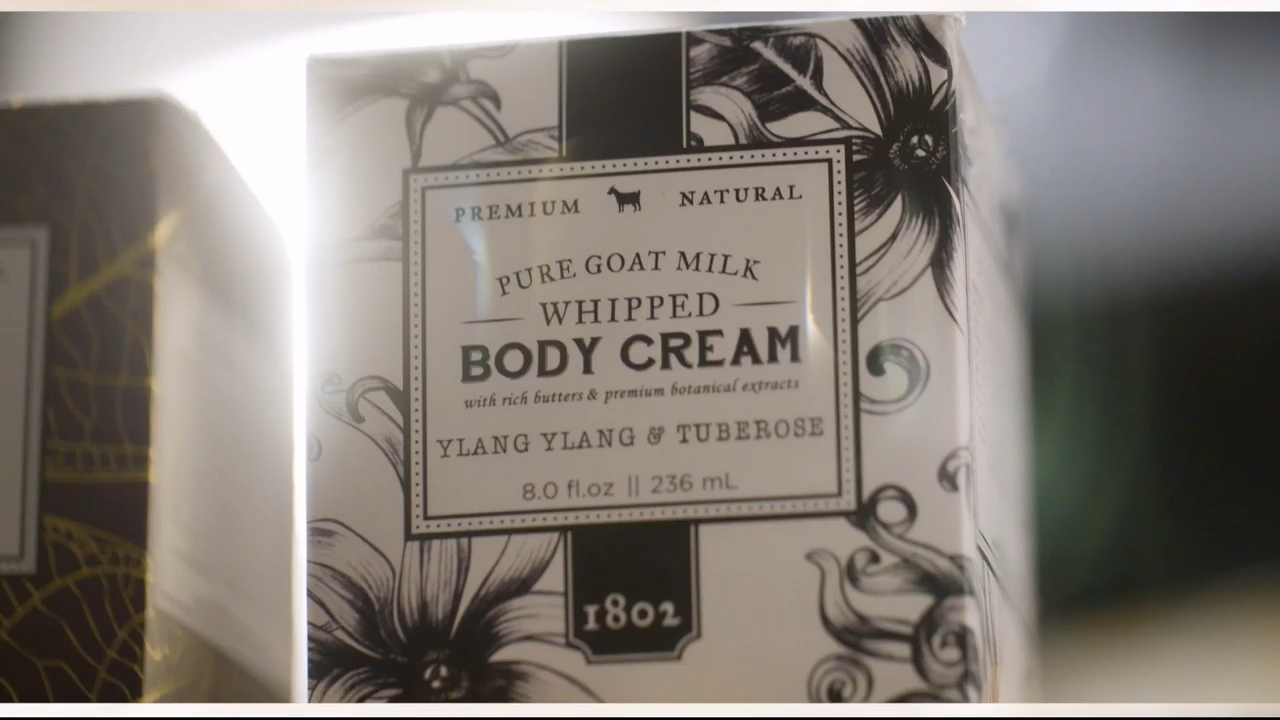 PREMIUM NATURAL
PURE GOAT MILK
WHIPPED
BODY CREAM
with rich butters & premium botanical extracts
YLANG YLANG & TUBEROSE
8.0 fl.oz || 236 mL
1802